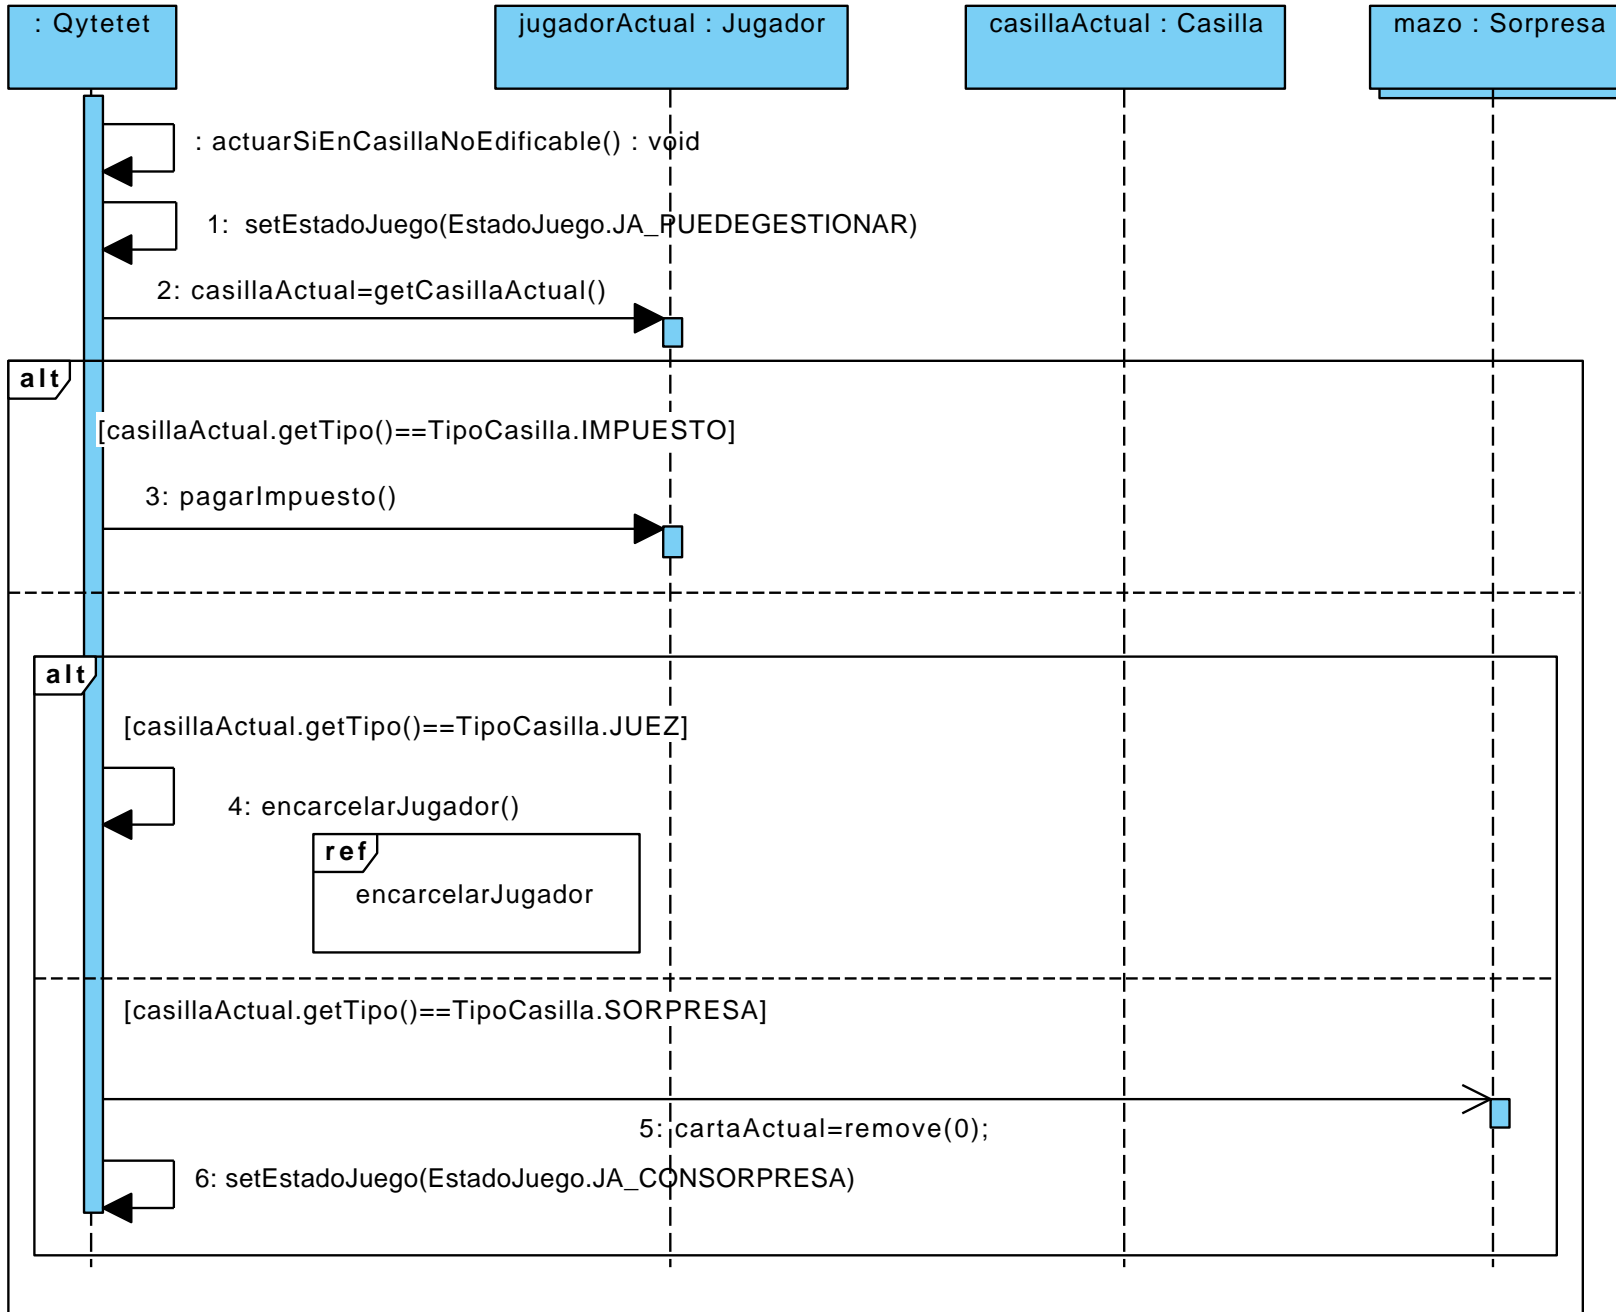 : Qytetet
jugadorActual : Jugador
casillaActual : Casilla
mazo : Sorpresa
: actuarSiEnCasillaNoEdificable() : void
1: setEstadoJuego(EstadoJuego.JA_PUEDEGESTIONAR)
2: casillaActual=getCasillaActual()
alt
[casillaActual.getTipo()==TipoCasilla.IMPUESTO]
3: pagarImpuesto()
alt
[casillaActual.getTipo()==TipoCasilla.JUEZ]
4: encarcelarJugador()
ref
encarcelarJugador
[casillaActual.getTipo()==TipoCasilla.SORPRESA]
5: cartaActual=remove(0);
6: setEstadoJuego(EstadoJuego.JA_CONSORPRESA)